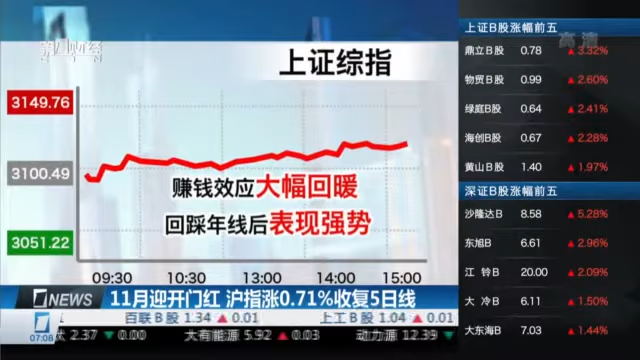 第一财经
高清
上证综指
3149.76
3100.49
3051.22
赚钱效应大幅回暖
回踩年线后表现强势
09:30 10:30 13:00 14:00 15:00
上证B股涨幅前五
鼎立B股 0.78 ▲3.32%
物贸B股 0.99 ▲2.60%
绿庭B股 0.64 ▲2.41%
海创B股 0.67 ▲2.28%
黄山B股 1.40 ▲1.97%
深证B股涨幅前五
沙隆达B 8.58 ▲5.28%
东旭B 6.61 ▲2.96%
江 铃B 20.00 ▲2.09%
大 冷B 6.11 ▲1.50%
大东海B 7.03 ▲1.44%
NEWS
11月迎开门红 沪指涨0.71%收复5日线
百联B股 1.34 ▲0.01 上工B股 1.04 ▲0.01
07:08
2.37 ▼0.00 大有能源 5.92 ▲0.03 动力源 12.39